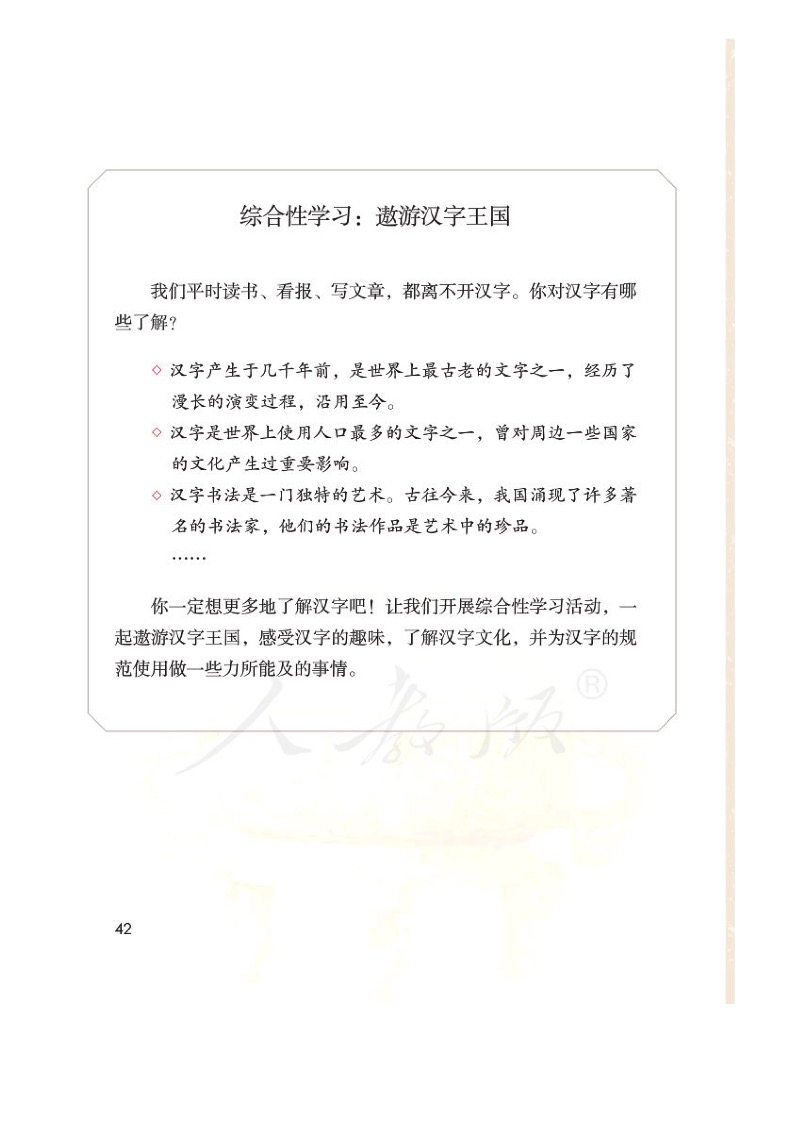 综合性学习：遨游汉字王国
我们平时读书、看报、写文章，都离不开汉字。你对汉字有哪
些了解？
◇ 汉字产生于几千年前，是世界上最古老的文字之一，经历了
漫长的演变过程，沿用至今。
◇ 汉字是世界上使用人口最多的文字之一，曾对周边一些国家
的文化产生过重要影响。
◇ 汉字书法是一门独特的艺术。古往今来，我国涌现了许多著
名的书法家，他们的书法作品是艺术中的珍品。
……
你一定想更多地了解汉字吧！让我们开展综合性学习活动，一
起遨游汉字王国，感受汉字的趣味，了解汉字文化，并为汉字的规
范使用做一些力所能及的事情。
人教版®
42